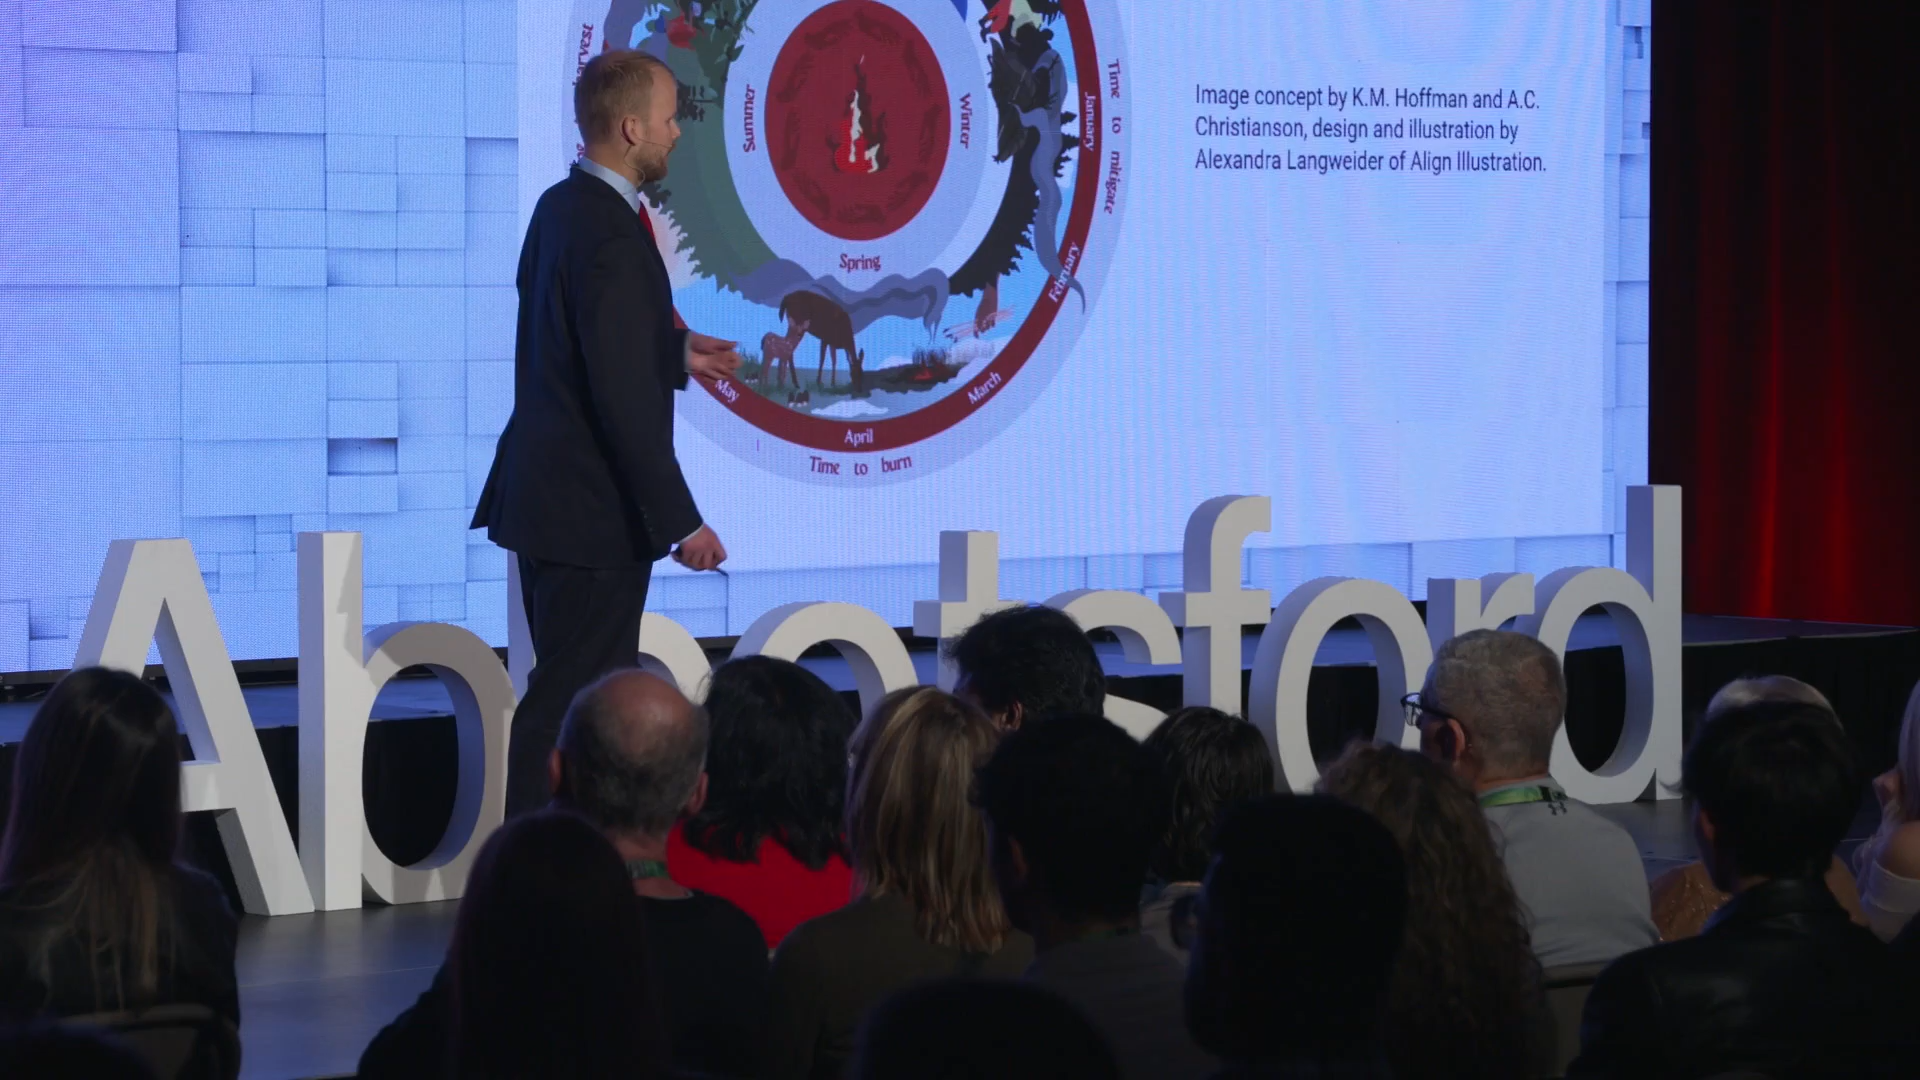 Image concept by K.M. Hoffman and A.C.
Christianson, design and illustration by
Alexandra Langweider of Align Illustration.
Summer
Winter
Spring
January
February
March
April
May
Time to mitigate
Time to burn
Abbotsford